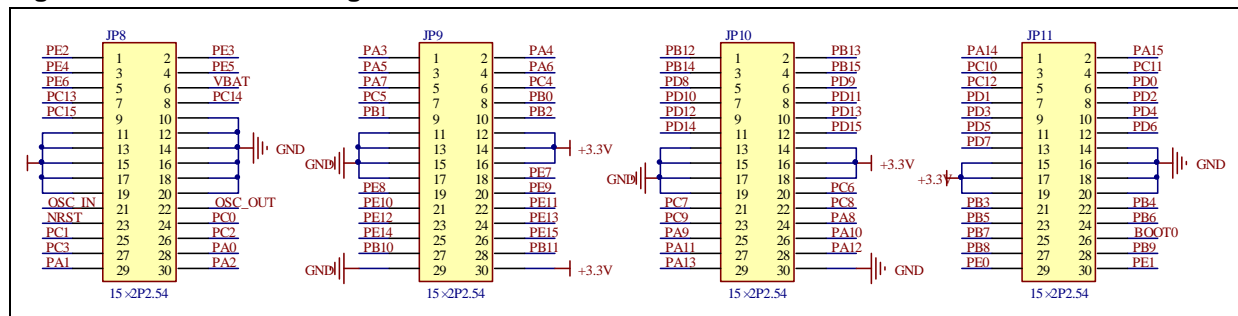 JP8
PE2 1 2 PE3
PE4 3 4 PE5
PE6 5 6 VBAT
PC13 7 8 PC14
PC15 9 10
11 12
13 14 GND
15 16
17 18
19 20
OSC_IN 21 22 OSC_OUT
NRST 23 24 PC0
PC1 25 26 PC2
PC3 27 28 PA0
PA1 29 30 PA2
15×2P2.54
JP9
PA3 1 2 PA4
PA5 3 4 PA6
PA7 5 6 PC4
PC5 7 8 PB0
PB1 9 10 PB2
11 12
13 14 +3.3V
GND 15 16
17 18 PE7
PE8 19 20 PE9
PE10 21 22 PE11
PE12 23 24 PE13
PE14 25 26 PE15
PB10 27 28 PB11
GND 29 30 +3.3V
15×2P2.54
JP10
PB12 1 2 PB13
PB14 3 4 PB15
PD8 5 6 PD9
PD10 7 8 PD11
PD12 9 10 PD13
PD14 11 12 PD15
13 14
15 16 +3.3V
GND 17 18
19 20 PC6
PC7 21 22 PC8
PC9 23 24 PA8
PA9 25 26 PA10
PA11 27 28 PA12
PA13 29 30 GND
15×2P2.54
JP11
PA14 1 2 PA15
PC10 3 4 PC11
PC12 5 6 PD0
PD1 7 8 PD2
PD3 9 10 PD4
PD5 11 12 PD6
PD7 13 14
15 16 GND
+3.3V 17 18
19 20
PB3 21 22 PB4
PB5 23 24 PB6
PB7 25 26 BOOT0
PB8 27 28 PB9
PE0 29 30 PE1
15×2P2.54